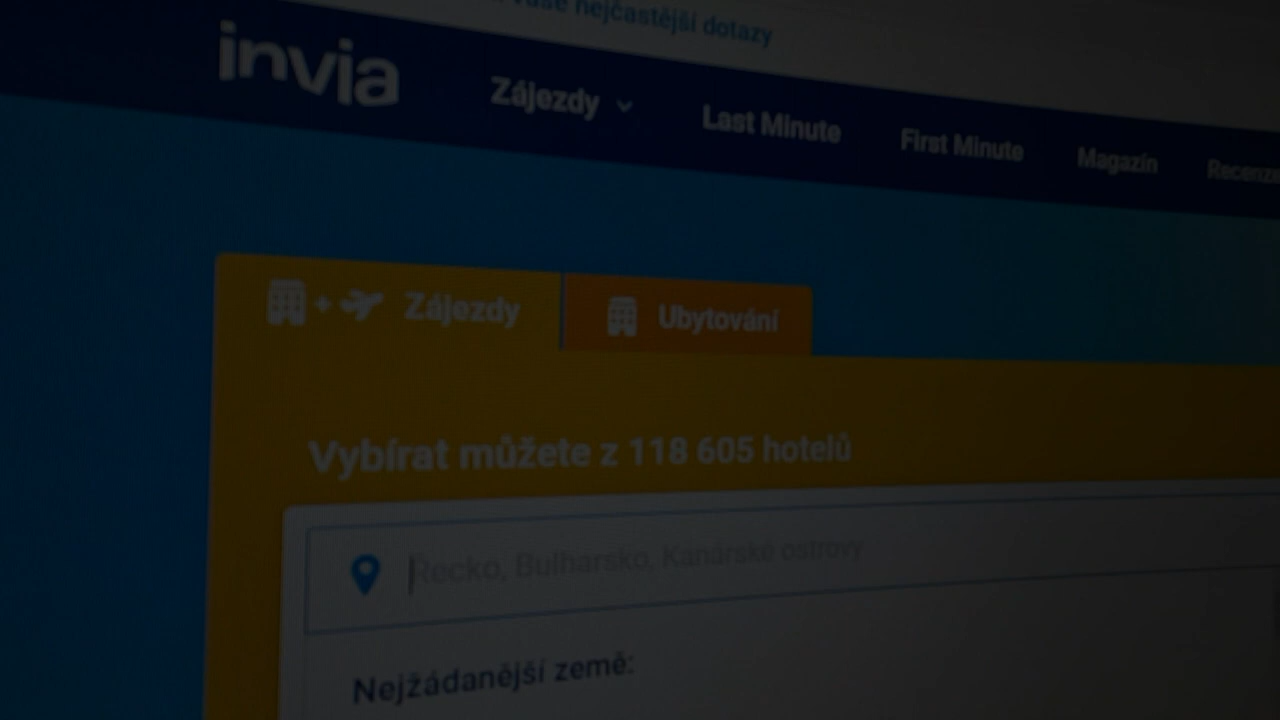 vaše nejčastější dotazy
invia
Zájezdy
Last Minute
First Minute
Magazín
Zájezdy
Ubytování
Vybírat můžete z 118 605 hotelů
Řecko, Bulharsko, Kanárské ostrovy
Nejžádanější země: